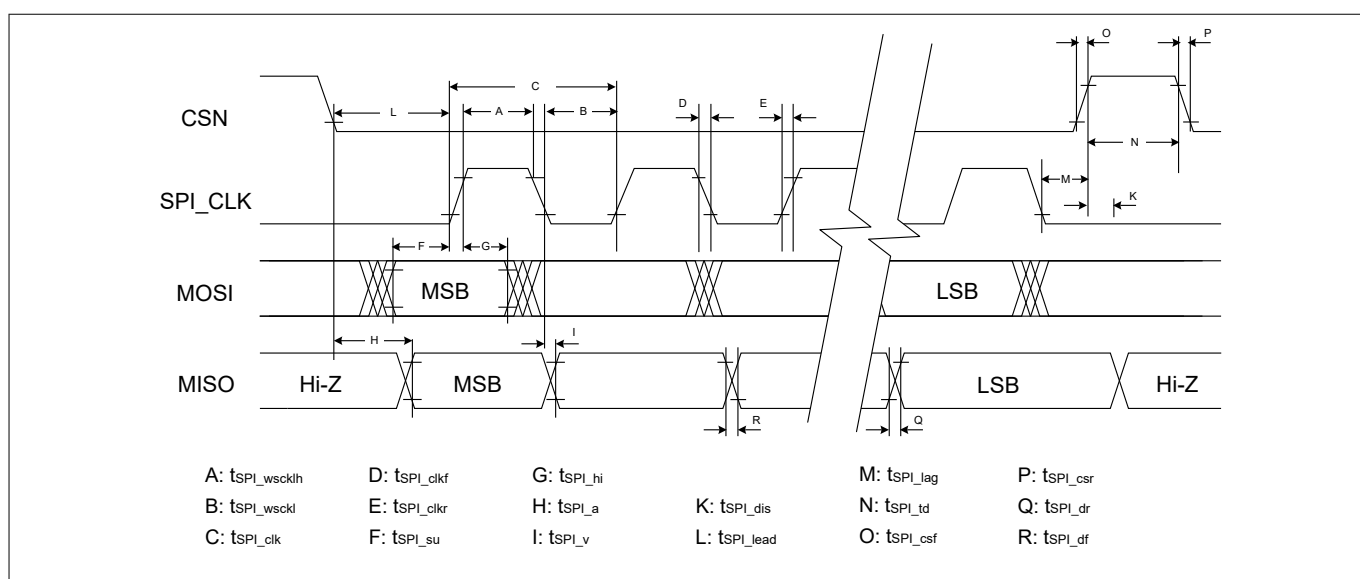 O
P
C
CSN
L
A
B
D
E
N
M
SPI_CLK
K
F
G
MOSI
MSB
LSB
H
I
MISO
Hi-Z
MSB
LSB
Hi-Z
R
Q
A: tSPI_wscklh
D: tSPI_clkf
G: tSPI_hi
M: tSPI_lag
P: tSPI_csr
B: tSPI_wsckl
E: tSPI_clkr
H: tSPI_a
K: tSPI_dis
N: tSPI_td
Q: tSPI_dr
C: tSPI_clk
F: tSPI_su
I: tSPI_v
L: tSPI_lead
O: tSPI_csf
R: tSPI_df